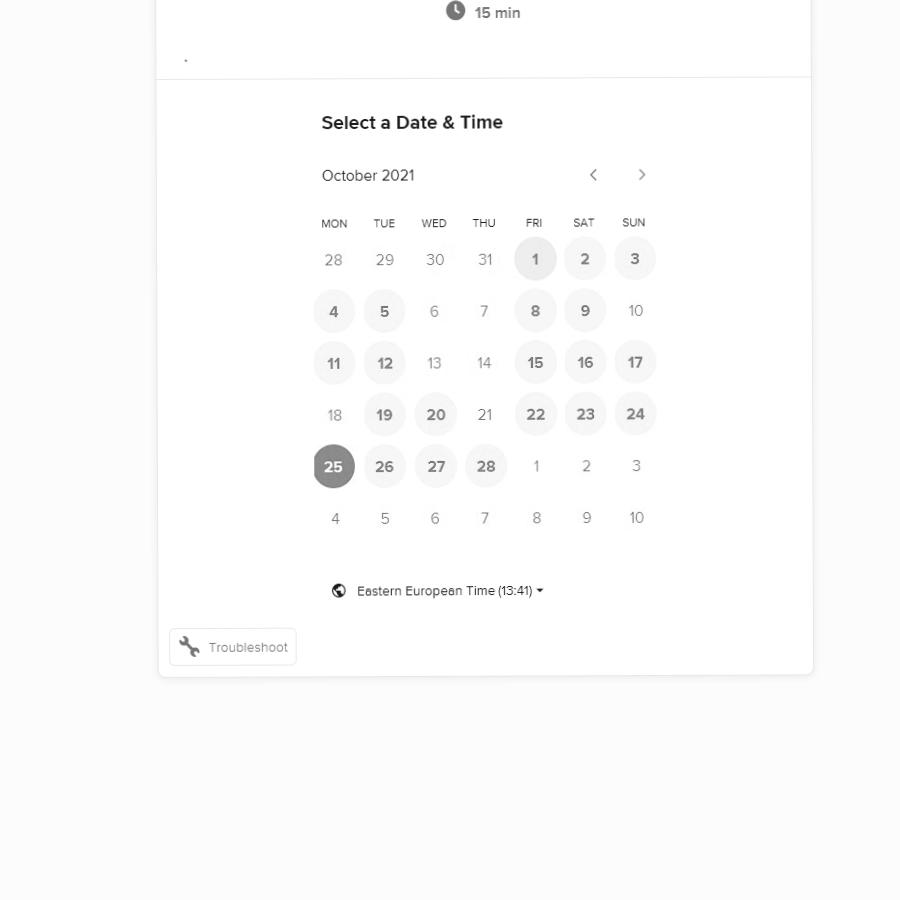 15 min
.
Select a Date & Time
October 2021
MON TUE WED THU FRI SAT SUN
28 29 30 31 1 2 3
4 5 6 7 8 9 10
11 12 13 14 15 16 17
18 19 20 21 22 23 24
25 26 27 28 1 2 3
4 5 6 7 8 9 10
Eastern European Time (13:41)
Troubleshoot